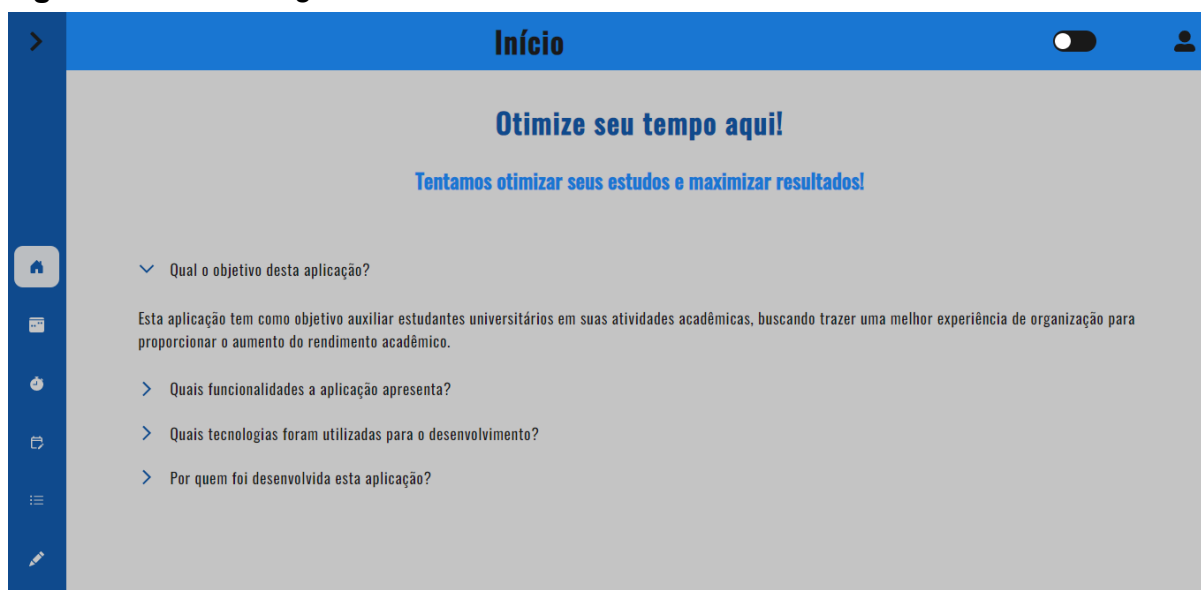 Início
Otimize seu tempo aqui!
Tentamos otimizar seus estudos e maximizar resultados!
Qual o objetivo desta aplicação?
Esta aplicação tem como objetivo auxiliar estudantes universitários em suas atividades acadêmicas, buscando trazer uma melhor experiência de organização para
proporcionar o aumento do rendimento acadêmico.
Quais funcionalidades a aplicação apresenta?
Quais tecnologias foram utilizadas para o desenvolvimento?
Por quem foi desenvolvida esta aplicação?